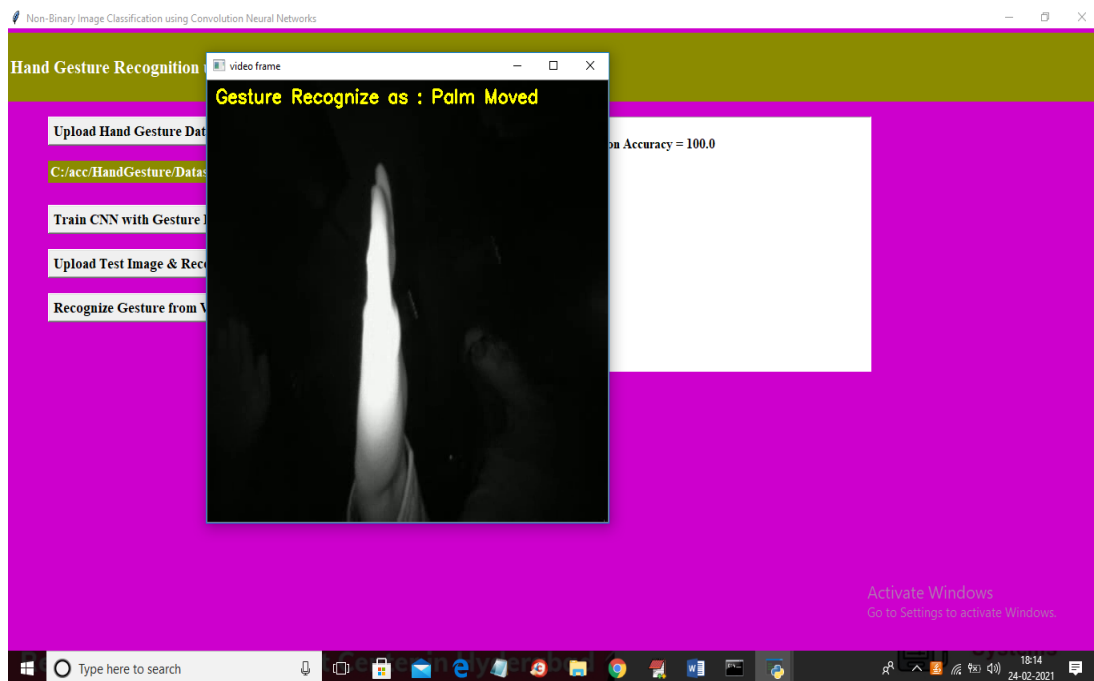 Non-Binary Image Classification using Convolution Neural Networks
Hand Gesture Recognition
video frame
Gesture Recognize as : Palm Moved
Upload Hand Gesture Dat
on Accuracy = 100.0
C:/acc/HandGesture/Datas
Train CNN with Gesture
Upload Test Image & Reco
Recognize Gesture from V
Activate Windows
Go to Settings to activate Windows.
Type here to search
18:14
24-02-2021